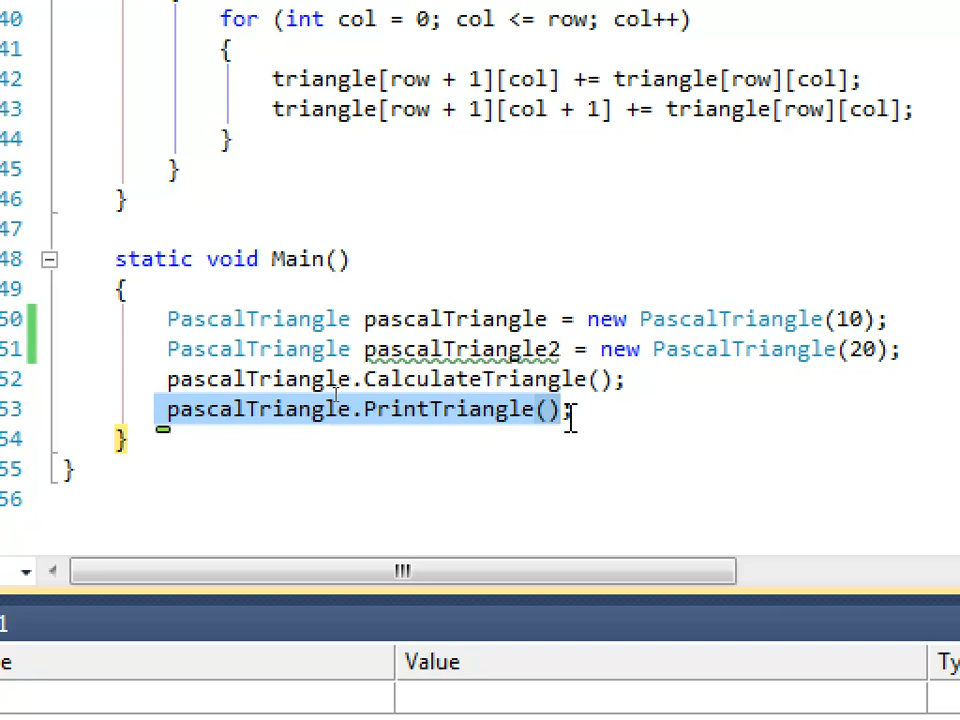 40 for (int col = 0; col <= row; col++)
41 {
42 triangle[row + 1][col] += triangle[row][col];
43 triangle[row + 1][col + 1] += triangle[row][col];
44 }
45 }
46 }
47
48 static void Main()
49 {
50 PascalTriangle pascalTriangle = new PascalTriangle(10);
51 PascalTriangle pascalTriangle2 = new PascalTriangle(20);
52 pascalTriangle.CalculateTriangle();
53 pascalTriangle.PrintTriangle();
54 }
55 }
56
1
e Value Ty